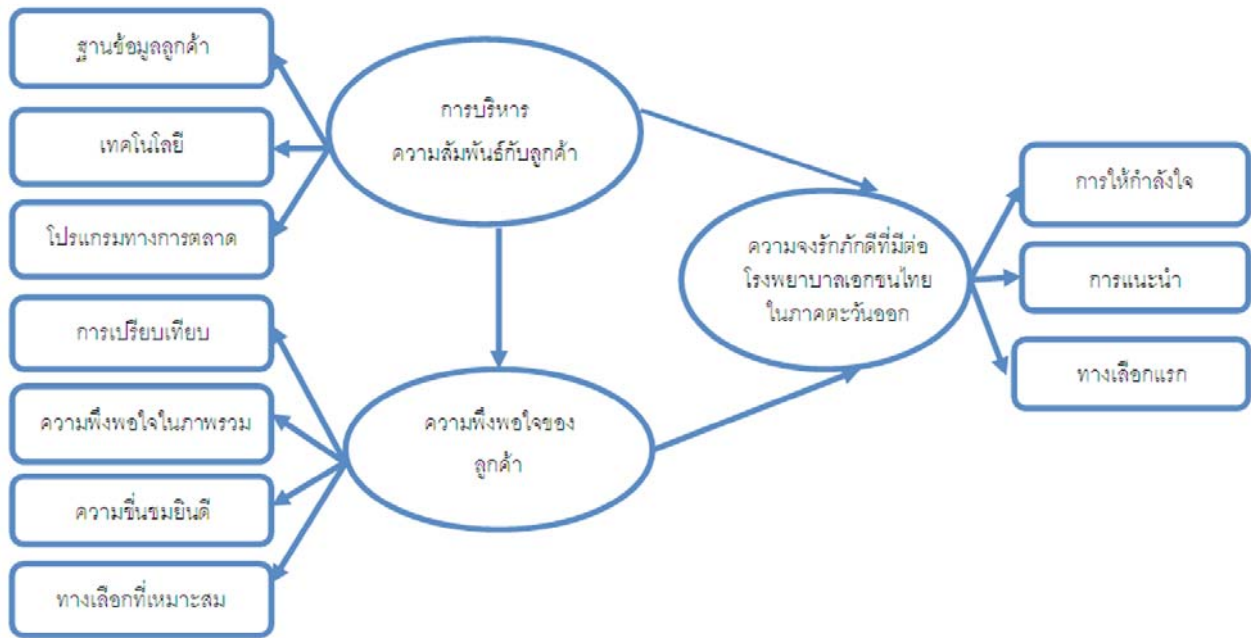 ฐานข้อมูลลูกค้า
เทคโนโลยี
โปรแกรมทางการตลาด
การเปรียบเทียบ
ความพึงพอใจในภาพรวม
ความชื่นชมยินดี
ทางเลือกที่เหมาะสม
การบริหาร
ความสัมพันธ์กับลูกค้า
ความพึงพอใจของ
ลูกค้า
ความจงรักภักดีที่มีต่อ
โรงพยาบาลเอกชนไทย
ในภาคตะวันออก
การให้กำลังใจ
การแนะนำ
ทางเลือกแรก